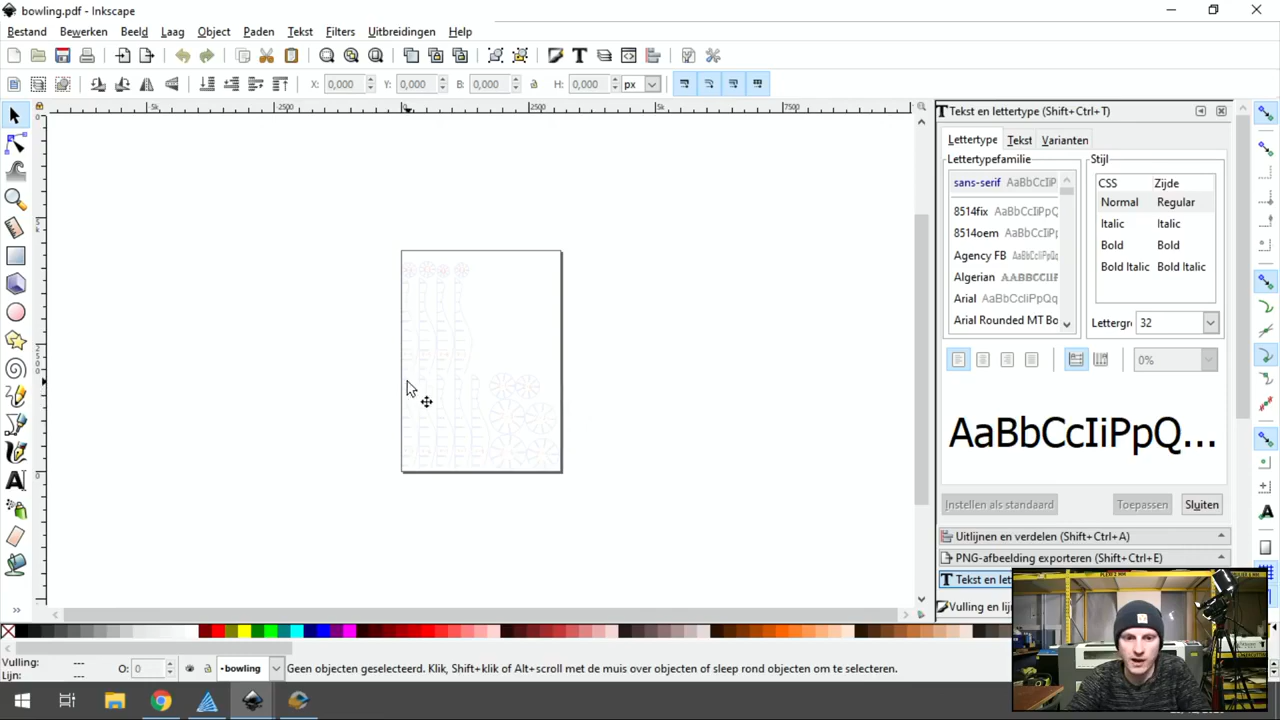 bowling.pdf - Inkscape
Bestand Bewerken Beeld Laag Object Paden Tekst Filters Uitbreidingen Help
X: 0,000 Y: 0,000 B: 0,000 H: 0,000 px
Tekst en lettertype (Shift+Ctrl+T)
Lettertype Tekst Varianten
Lettertypefamilie Stijl
sans-serif AaBbCcIiP CSS Zijde
Normal Regular
8514fix AaBbCcIiPpQ
Italic Italic
8514oem AaBbCcIiPp
Bold Bold
Agency FB AaBbCcIiPpQq
Bold Italic Bold Italic
Algerian AABBCCIIP
Arial AaBbCcIiPpQq
Arial Rounded MT Bo
Lettergr 32
0%
AaBbCcIiPpQ...
Instellen als standaard Toepassen Sluiten
Uitlijnen en verdelen (Shift+Ctrl+A)
PNG-afbeelding exporteren (Shift+Ctrl+E)
Tekst en let
Vulling en lij
Vulling: ---
Lijn: ---
O: 0
bowling
Geen objecten geselecteerd. Klik, Shift+klik of Alt+scroll met de muis over objecten of sleep rond objecten om te selecteren.